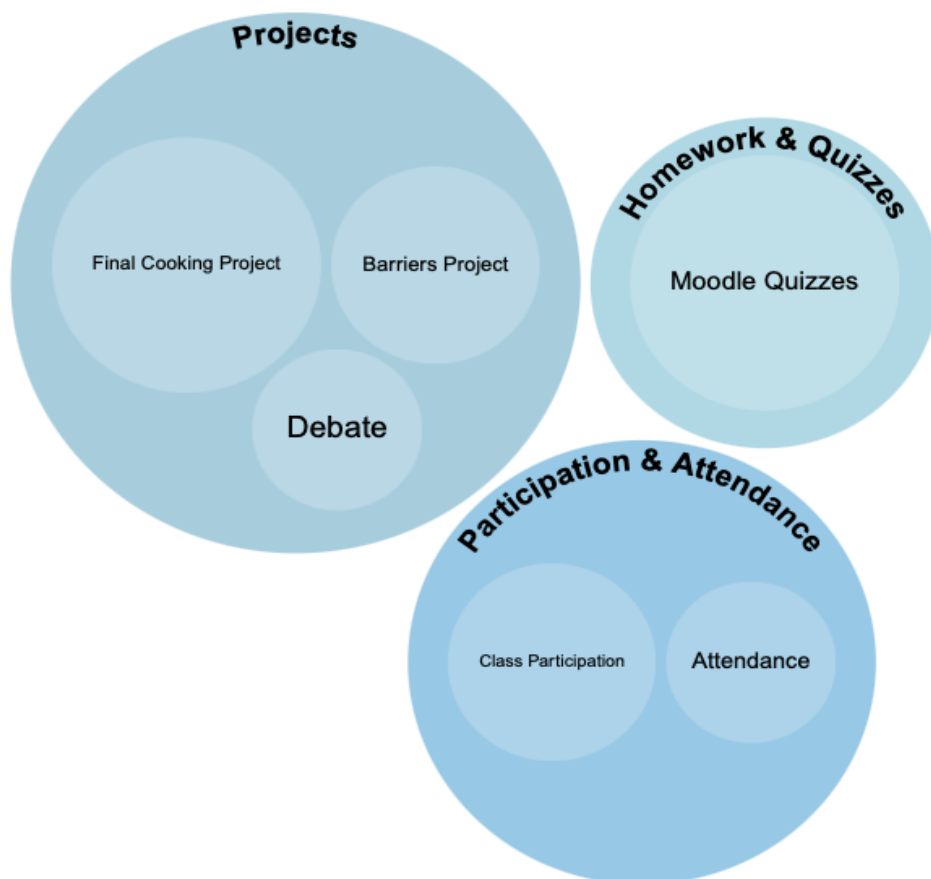 Projects
Final Cooking Project
Barriers Project
Debate
Homework & Quizzes
Moodle Quizzes
Participation & Attendance
Class Participation
Attendance